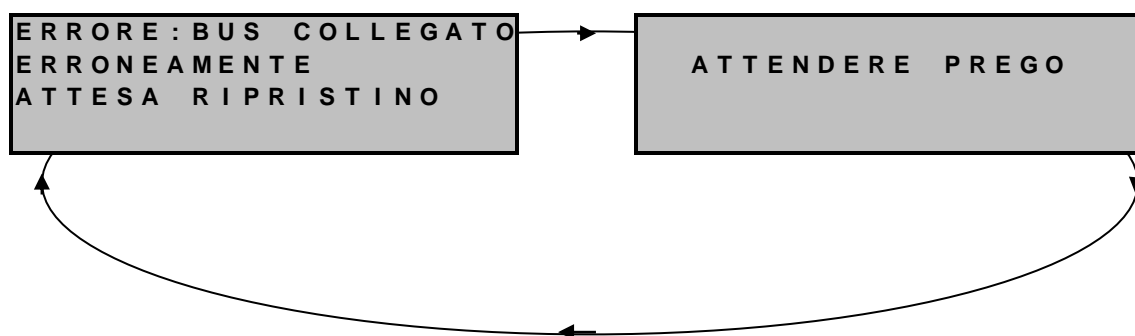 ERRORE:BUS COLLEGATO
ERRONEAMENTE
ATTESA RIPRISTINO
ATTENDERE PREGO